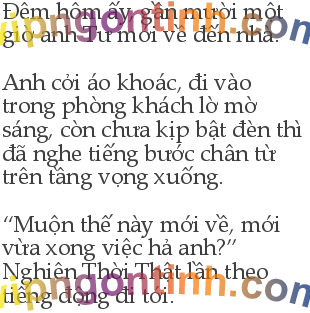 Đêm hôm ấy, gần mười một
giờ anh Tư mới về đến nhà.
Anh cởi áo khoác, đi vào
trong phòng khách lờ mờ
sáng, còn chưa kịp bật đèn thì
đã nghe tiếng bước chân từ
trên tầng vọng xuống.
“Muộn thế này mới về, mới
vừa xong việc hả anh?”
Nghiên Thời Thất lần theo
tiếng động đi tới.